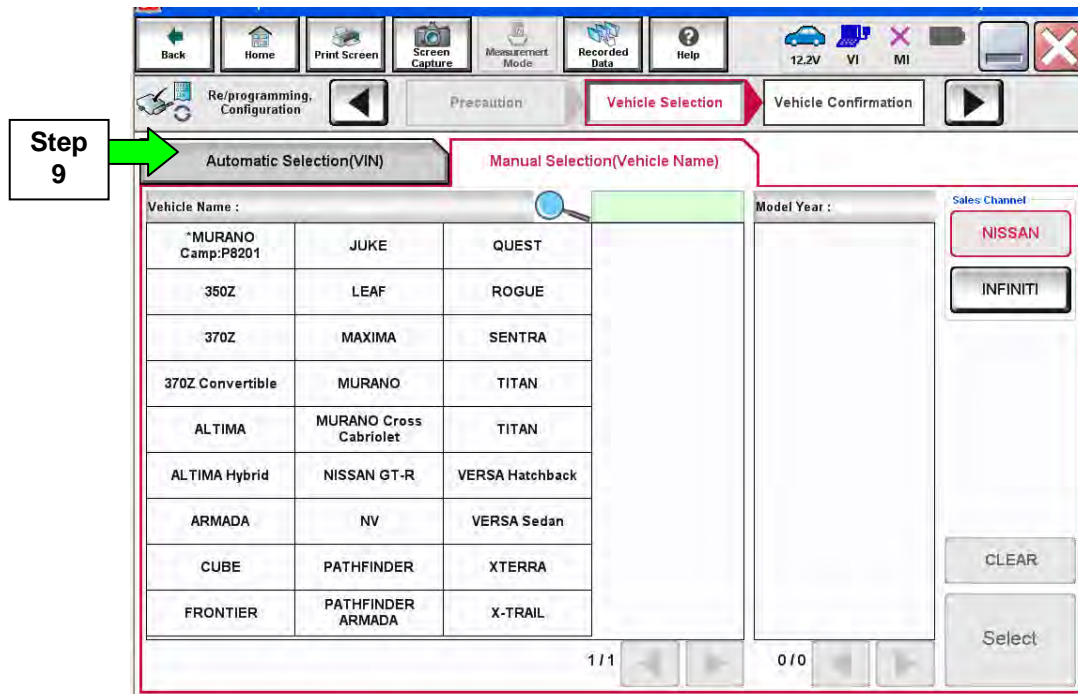 Back
Home
Print Screen
Screen
Capture
Measurement
Mode
Recorded
Data
Help
12.2V
VI
MI
Re/programming,
Configuration
Precaution
Vehicle Selection
Vehicle Confirmation
Step
9
Automatic Selection(VIN)
Manual Selection(Vehicle Name)
Vehicle Name :
Model Year :
Sales Channel
*MURANO
Camp:P8201
JUKE
QUEST
NISSAN
350Z
LEAF
ROGUE
INFINITI
370Z
MAXIMA
SENTRA
370Z Convertible
MURANO
TITAN
ALTIMA
MURANO Cross
Cabriolet
TITAN
ALTIMA Hybrid
NISSAN GT-R
VERSA Hatchback
ARMADA
NV
VERSA Sedan
CUBE
PATHFINDER
XTERRA
CLEAR
FRONTIER
PATHFINDER
ARMADA
X-TRAIL
Select
1/1
0/0